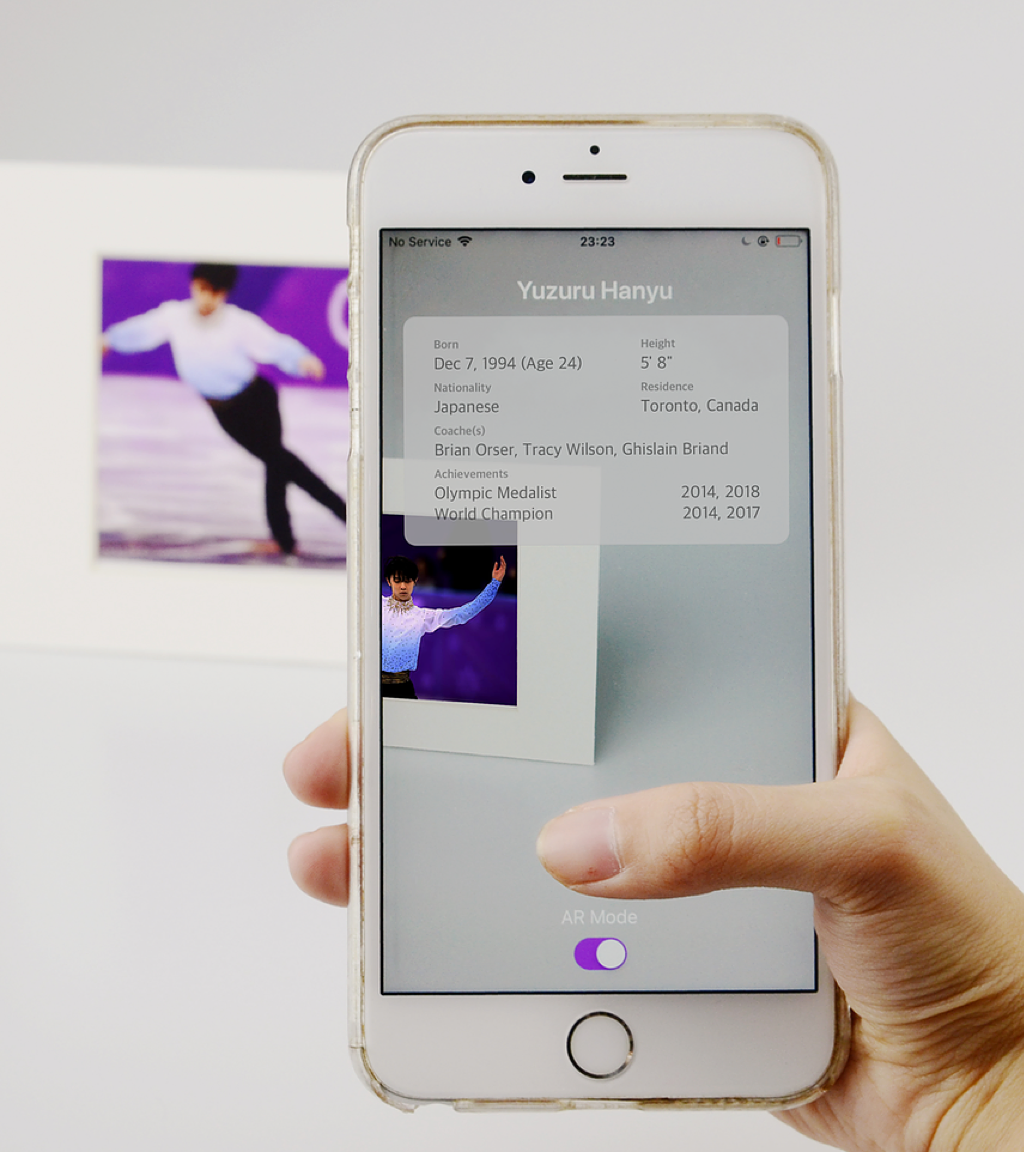 No Service 23:23
Yuzuru Hanyu
Born Height
Dec 7, 1994 (Age 24) 5' 8"
Nationality Residence
Japanese Toronto, Canada
Coache(s)
Brian Orser, Tracy Wilson, Ghislain Briand
Achievements
Olympic Medalist 2014, 2018
World Champion 2014, 2017
AR Mode